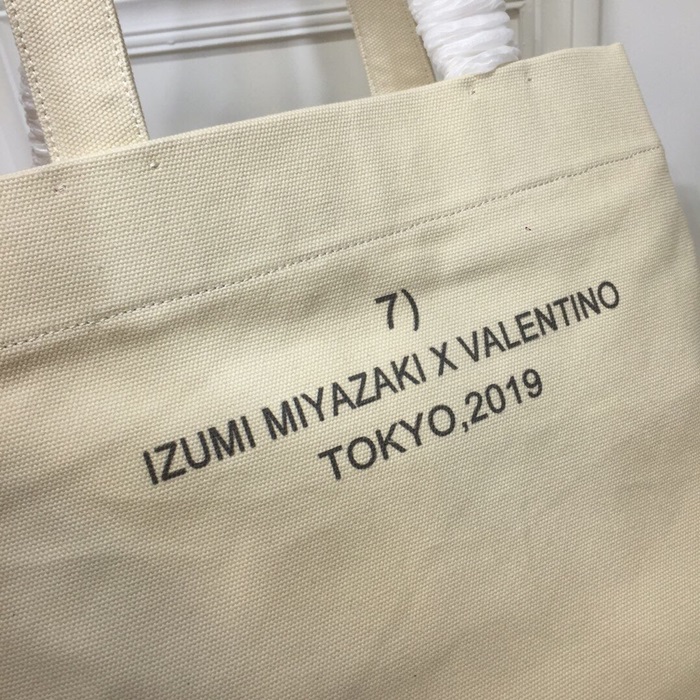 7)
IZUMI MIYAZAKI X VALENTINO
TOKYO,2019